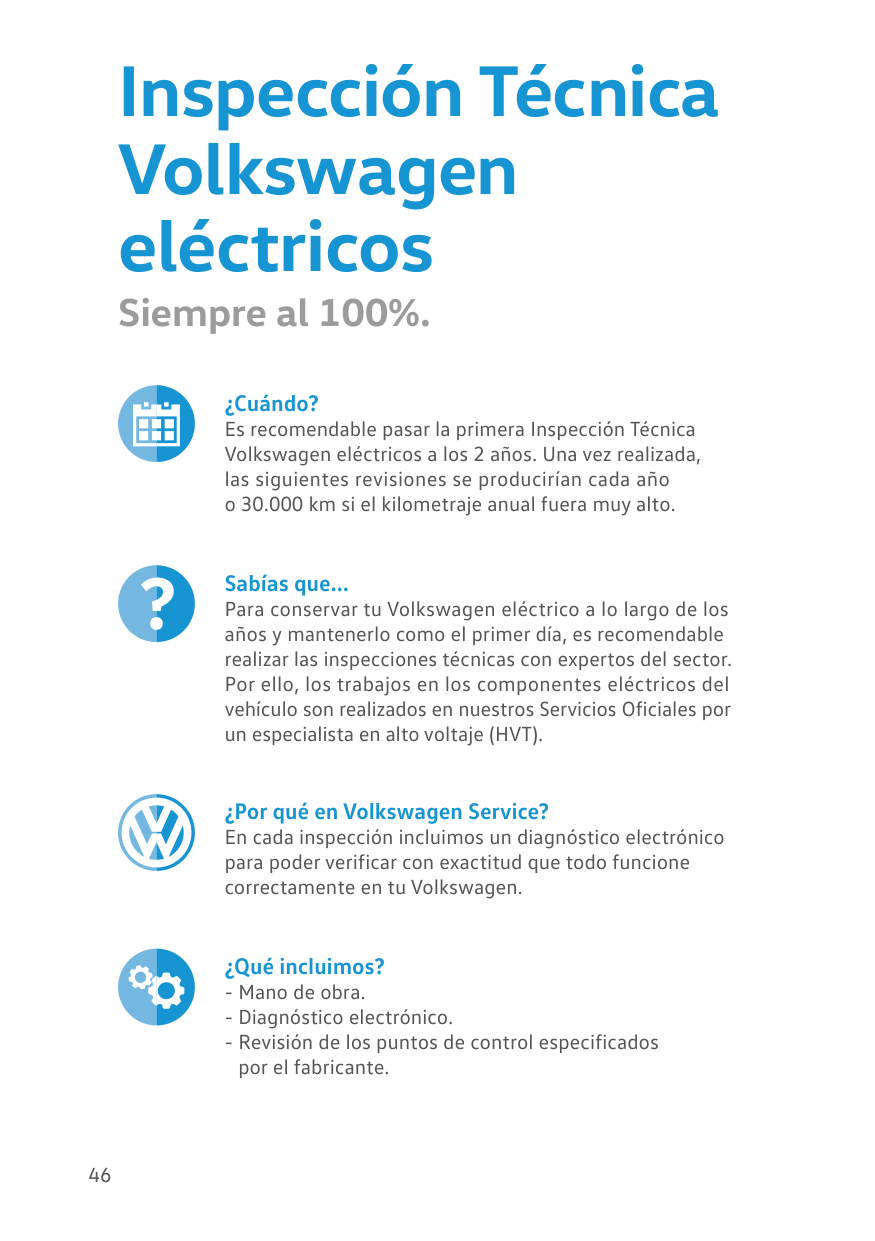 Inspección Técnica
Volkswagen
eléctricos
Siempre al 100%.
¿Cuándo?
Es recomendable pasar la primera Inspección Técnica
Volkswagen eléctricos a los 2 años. Una vez realizada,
las siguientes revisiones se producirían cada año
o 30.000 km si el kilometraje anual fuera muy alto.
Sabías que...
Para conservar tu Volkswagen eléctrico a lo largo de los
años y mantenerlo como el primer día, es recomendable
realizar las inspecciones técnicas con expertos del sector.
Por ello, los trabajos en los componentes eléctricos del
vehículo son realizados en nuestros Servicios Oficiales por
un especialista en alto voltaje (HVT).
¿Por qué en Volkswagen Service?
En cada inspección incluimos un diagnóstico electrónico
para poder verificar con exactitud que todo funcione
correctamente en tu Volkswagen.
¿Qué incluimos?
- Mano de obra.
- Diagnóstico electrónico.
- Revisión de los puntos de control especificados
por el fabricante.
46